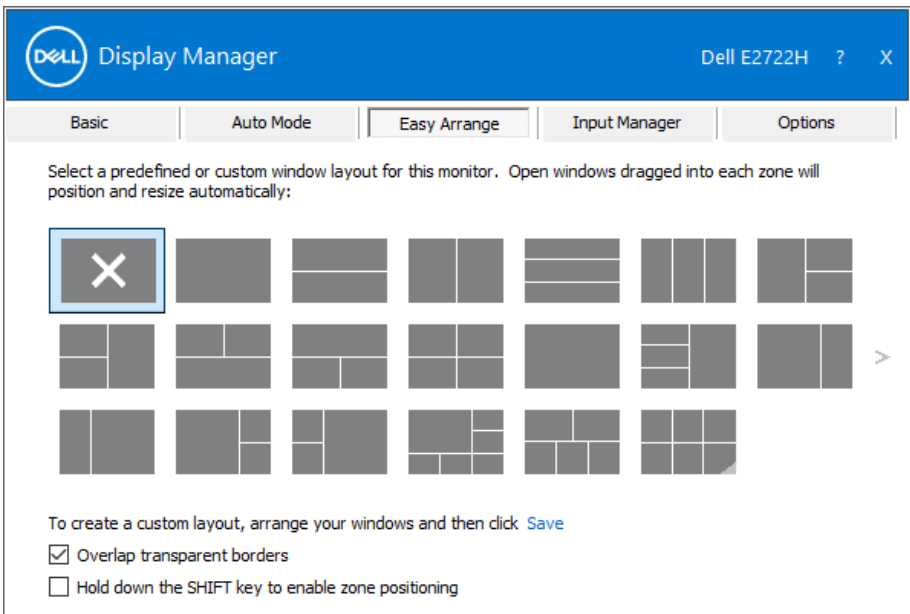 DELL Display Manager Dell E2722H ? X
Basic Auto Mode Easy Arrange Input Manager Options
Select a predefined or custom window layout for this monitor. Open windows dragged into each zone will
position and resize automatically:
>
To create a custom layout, arrange your windows and then click Save
Overlap transparent borders
Hold down the SHIFT key to enable zone positioning